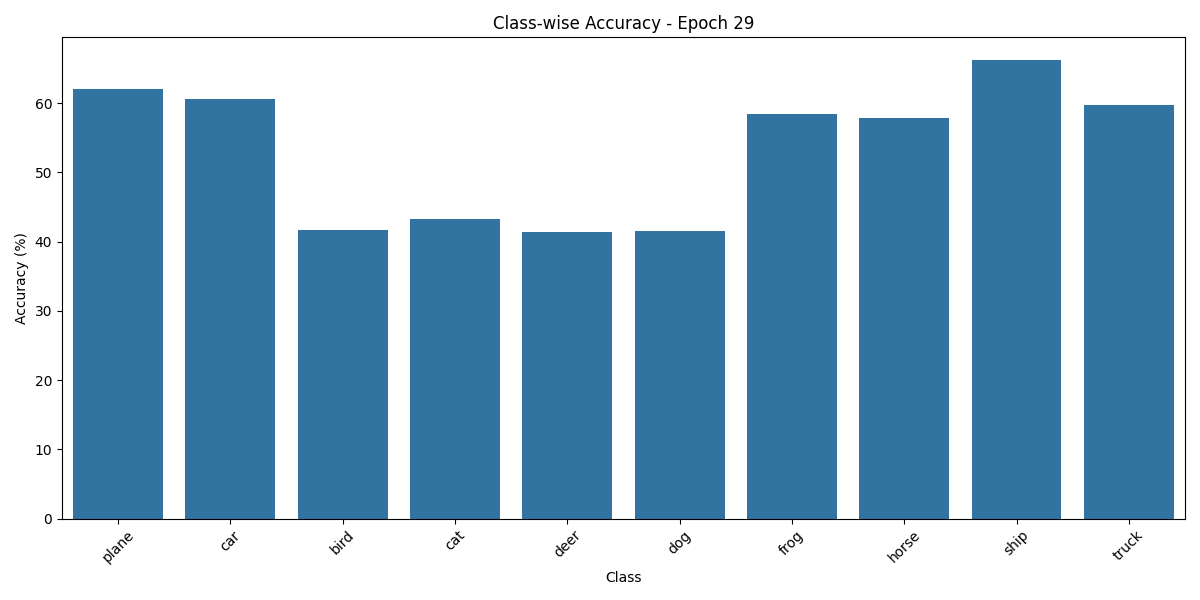 Class-wise Accuracy - Epoch 29
Accuracy (%)
60
50
40
30
20
10
0
plane
car
bird
cat
deer
dog
frog
horse
ship
truck
Class